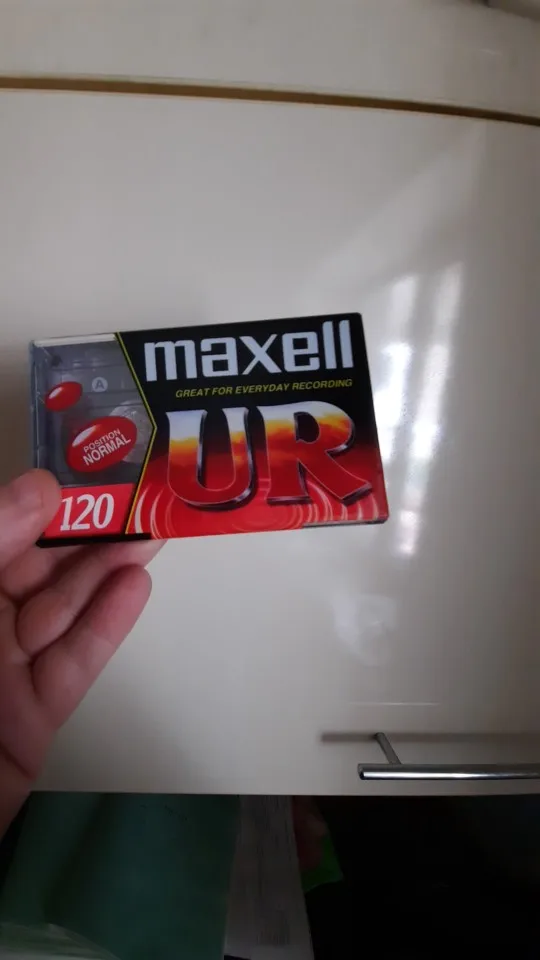 maxell
GREAT FOR EVERYDAY RECORDING
UR
A
POSITION
NORMAL
120